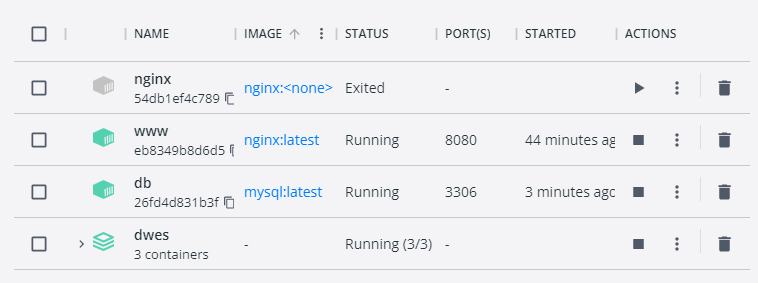 NAME IMAGE STATUS PORT(S) STARTED ACTIONS
nginx
54db1ef4c789
nginx:<none> Exited -
www
eb8349b8d6d5
nginx:latest Running 8080 44 minutes ag
db
26fd4d831b3f
mysql:latest Running 3306 3 minutes ago
dwes
3 containers
- Running (3/3) -